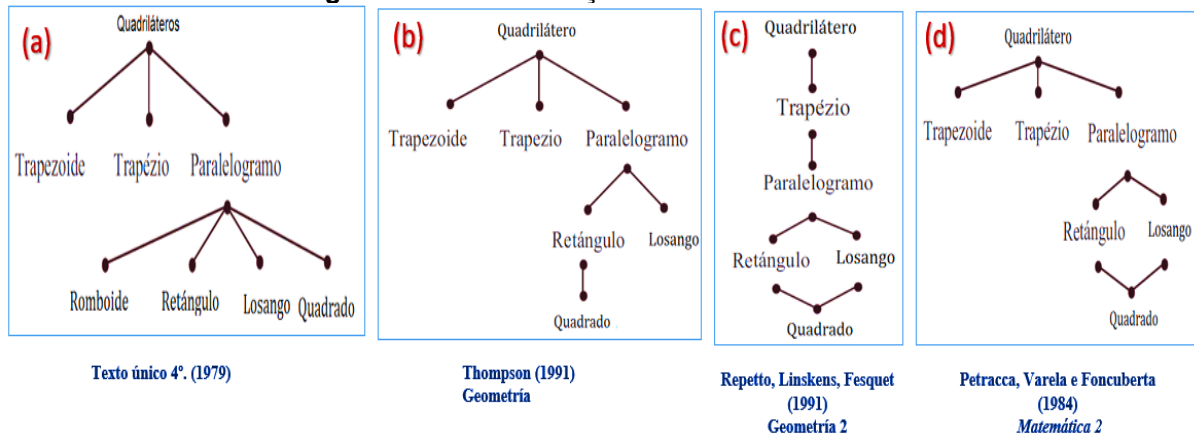 (a)
Quadriláteros
Trapezoide Trapézio Paralelogramo
Romboide Retángulo Losango Quadrado
Texto único 4º. (1979)
(b)
Quadrilátero
Trapezoide Trapezio Paralelogramo
Retángulo Losango
Quadrado
Thompson (1991)
Geometría
(c)
Quadrilátero
Trapézio
Paralelogramo
Retángulo Losango
Quadrado
Repetto, Linskens, Fesquet
(1991)
Geometría 2
(d)
Quadrilátero
Trapezoide Trapézio Paralelogramo
Retángulo Losango
Quadrado
Petracca, Varela e Foncuberta
(1984)
Matemática 2